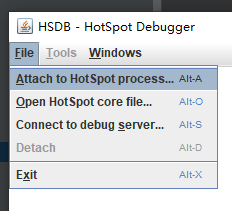 HSDB - HotSpot Debugger
File Tools Windows
Attach to HotSpot process... Alt-A
Open HotSpot core file... Alt-O
Connect to debug server... Alt-S
Detach Alt-D
Exit Alt-X